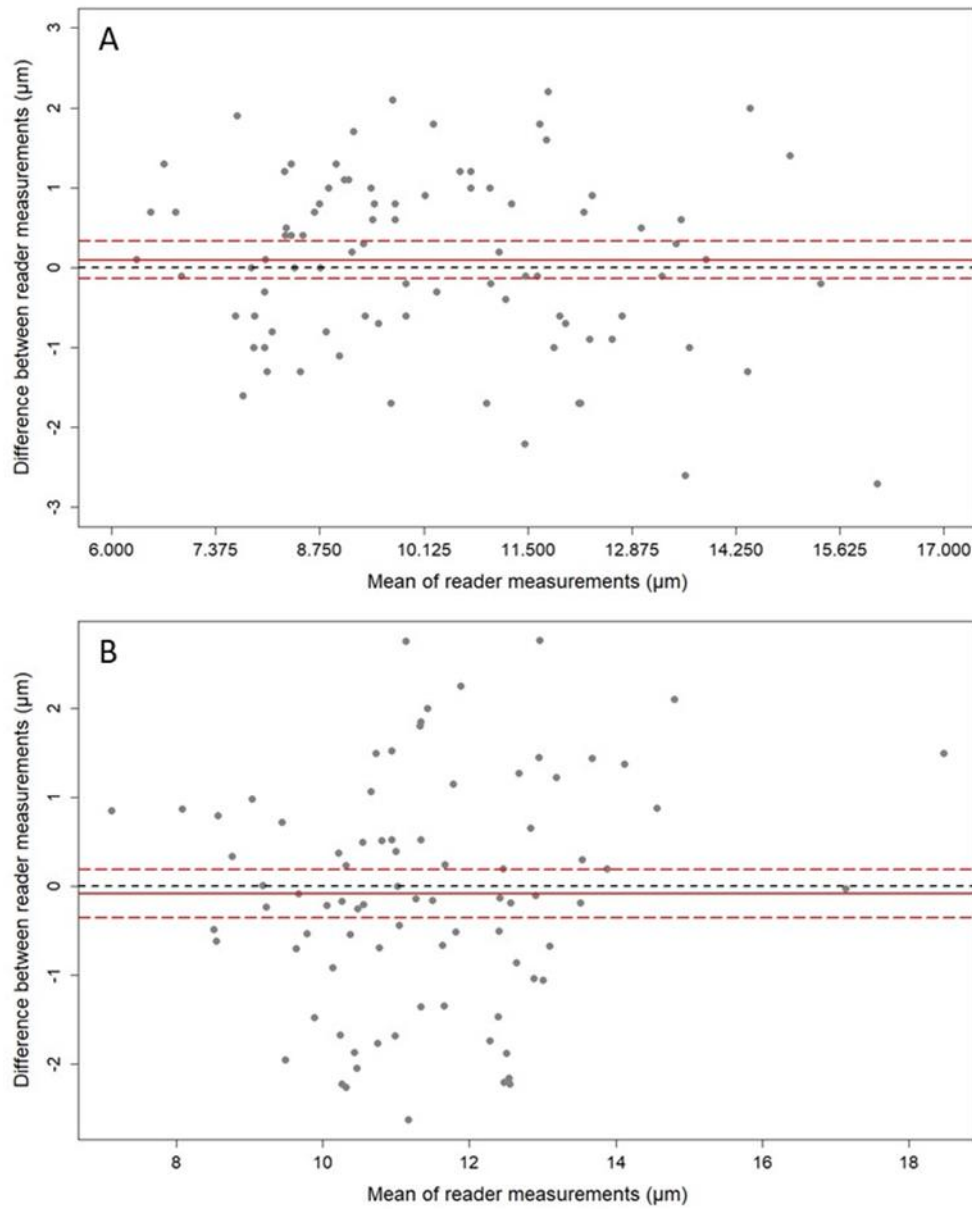 A
Difference between reader measurements (µm)
3
2
1
0
-1
-2
-3
6.000 7.375 8.750 10.125 11.500 12.875 14.250 15.625 17.000
Mean of reader measurements (µm)
B
Difference between reader measurements (µm)
2
1
0
-1
-2
8 10 12 14 16 18
Mean of reader measurements (µm)